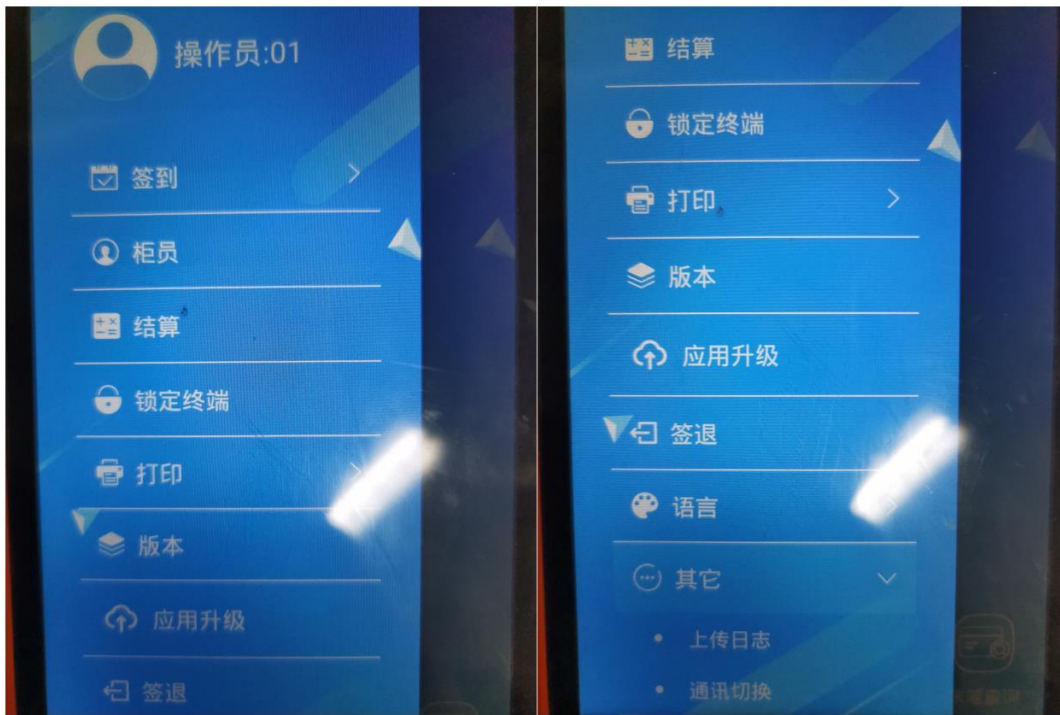 操作员:01
签到
柜员
结算
锁定终端
打印
版本
应用升级
签退
结算
锁定终端
打印
版本
应用升级
签退
语言
其它
上传日志
通讯切换